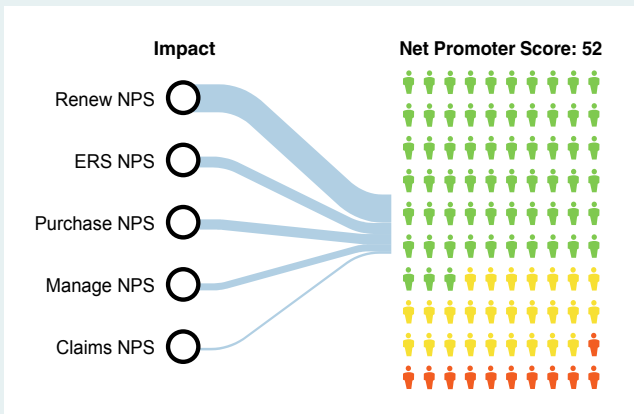 Impact
Net Promoter Score: 52
Renew NPS
ERS NPS
Purchase NPS
Manage NPS
Claims NPS